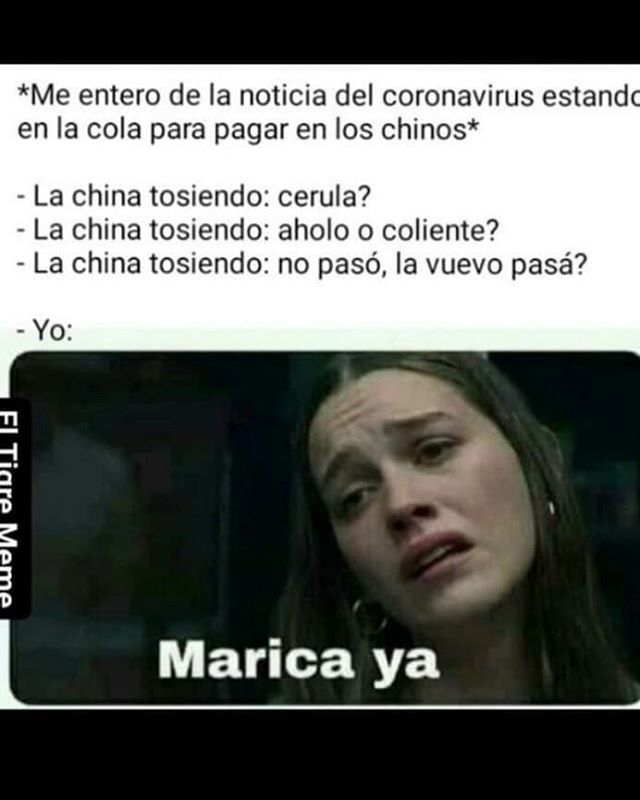 *Me entero de la noticia del coronavirus estando
en la cola para pagar en los chinos*
- La china tosiendo: cerula?
- La china tosiendo: aholo o coliente?
- La china tosiendo: no pasó, la vuevo pasá?
- Yo:
El Tigre Meme
Marica ya